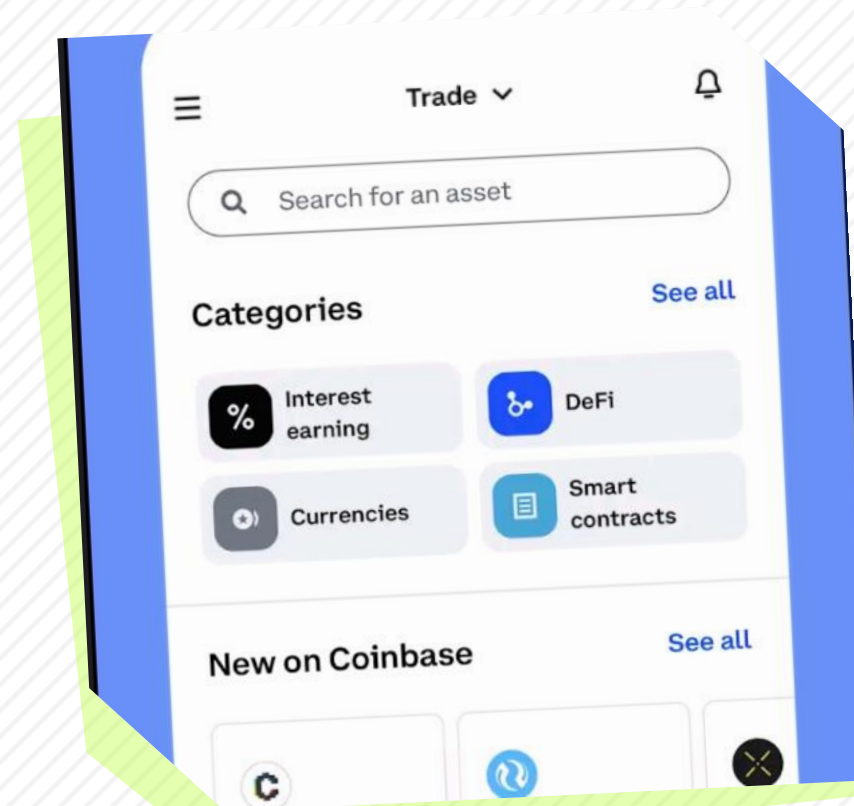 Trade
Search for an asset
Categories
See all
Interest
earning
DeFi
Currencies
Smart
contracts
New on Coinbase
See all